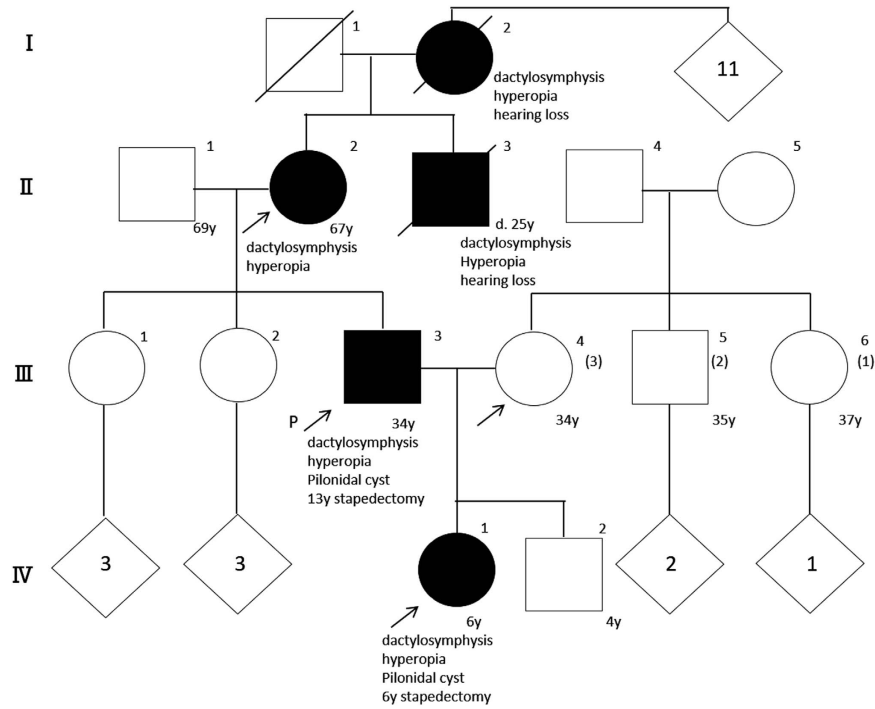 I
1
2
11
dactylosymphysis
hyperopia
hearing loss
II
1
2
3
4
5
69y
67y
dactylosymphysis
hyperopia
d. 25y
dactylosymphysis
Hyperopia
hearing loss
III
1
2
3
4
(3)
5
(2)
6
(1)
P
34y
dactylosymphysis
hyperopia
Pilonidal cyst
13y stapedectomy
34y
35y
37y
IV
3
3
1
2
2
1
6y
4y
dactylosymphysis
hyperopia
Pilonidal cyst
6y stapedectomy